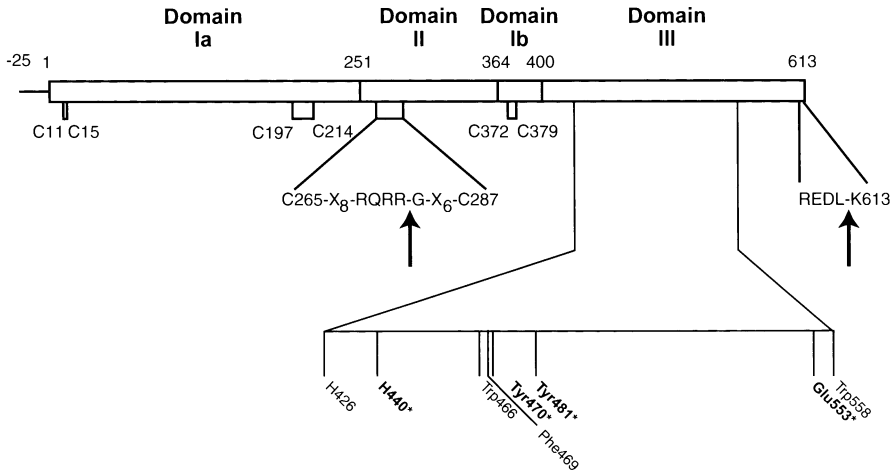 Domain Domain Domain Domain
Ia II Ib III
-25 1 251 364 400 613
C11 C15 C197 C214 C372 C379
C265-X8-RQRR-G-X6-C287 REDL-K613
H426 H440* Trp466 Tyr470* Tyr481* Glu553* Trp558
Phe469